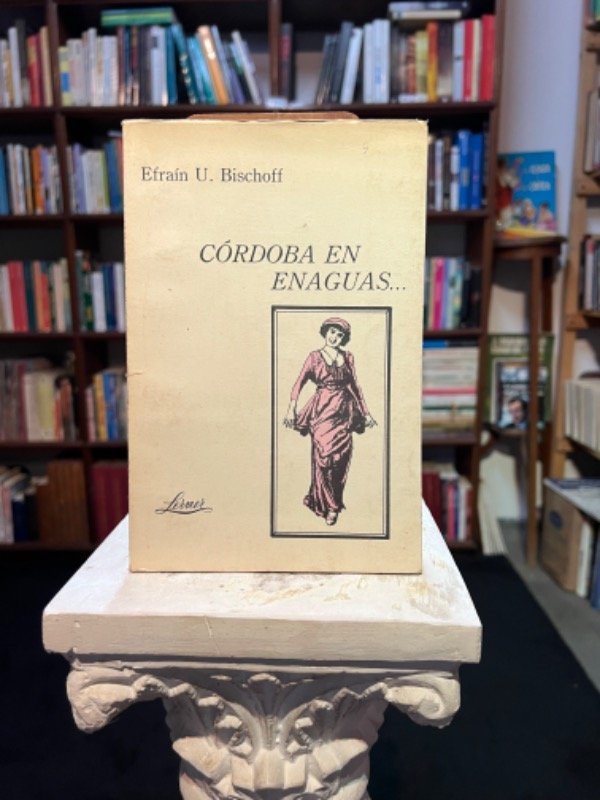 Efraín U. Bischoff
CÓRDOBA EN
ENAGUAS...
Lerner